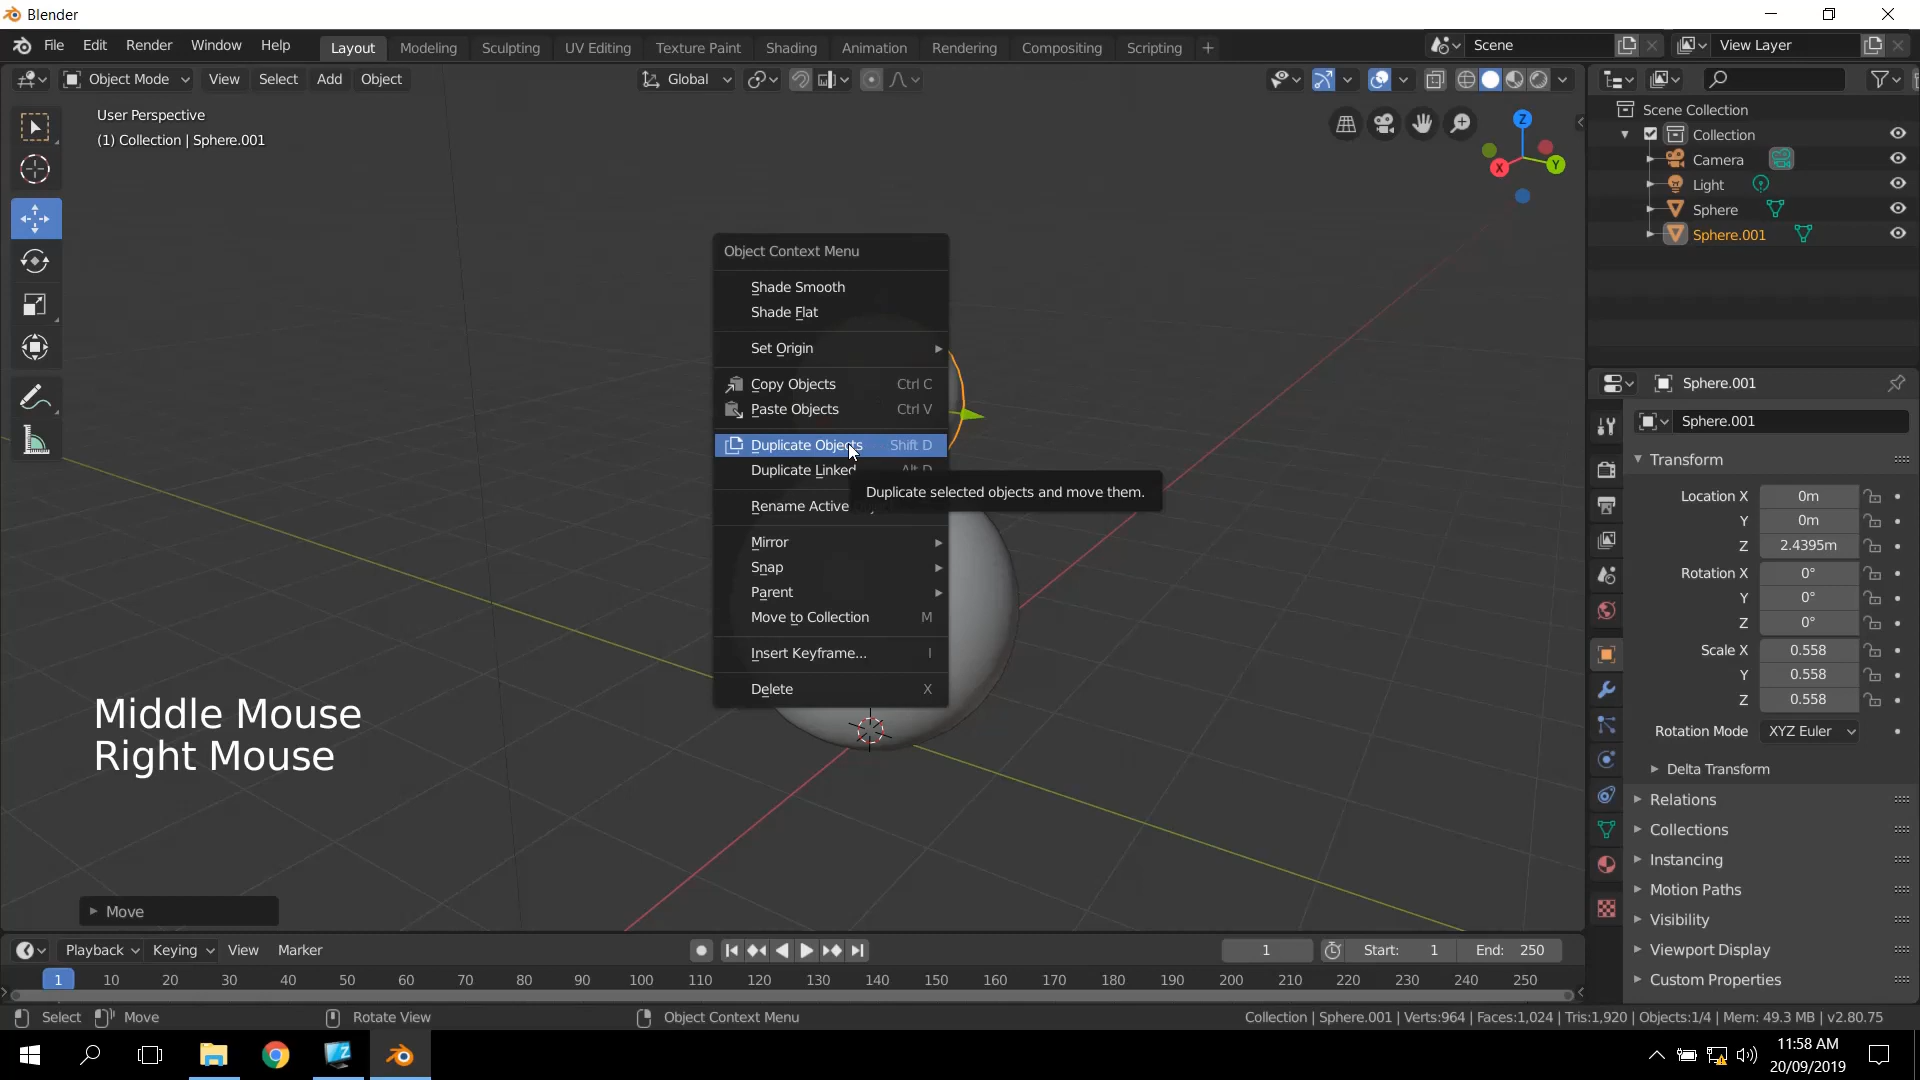 Blender
File Edit Render Window Help
Layout Modeling Sculpting UV Editing Texture Paint Shading Animation Rendering Compositing Scripting +
Scene
View Layer
Object Mode View Select Add Object
Global
User Perspective
(1) Collection | Sphere.001
Z
X
Y
Scene Collection
Collection
Camera
Light
Sphere
Sphere.001
Object Context Menu
Shade Smooth
Shade Flat
Set Origin
Copy Objects Ctrl C
Paste Objects Ctrl V
Duplicate Objects Shift D
Duplicate Linked Alt D
Duplicate selected objects and move them.
Rename Active
Mirror
Snap
Parent
Move to Collection M
Insert Keyframe... I
Delete X
Sphere.001
Sphere.001
Transform
Location X 0m
Y 0m
Z 2.4395m
Rotation X 0°
Y 0°
Z 0°
Scale X 0.558
Y 0.558
Z 0.558
Rotation Mode XYZ Euler
Delta Transform
Relations
Collections
Instancing
Motion Paths
Visibility
Viewport Display
Custom Properties
Middle Mouse
Right Mouse
Move
Playback Keying View Marker
1
Start: 1
End: 250
1 10 20 30 40 50 60 70 80 90 100 110 120 130 140 150 160 170 180 190 200 210 220 230 240 250
Select Move Rotate View Object Context Menu
Collection | Sphere.001 | Verts:964 | Faces:1,024 | Tris:1,920 | Objects:1/4 | Mem: 49.3 MB | v2.80.75
11:58 AM
20/09/2019